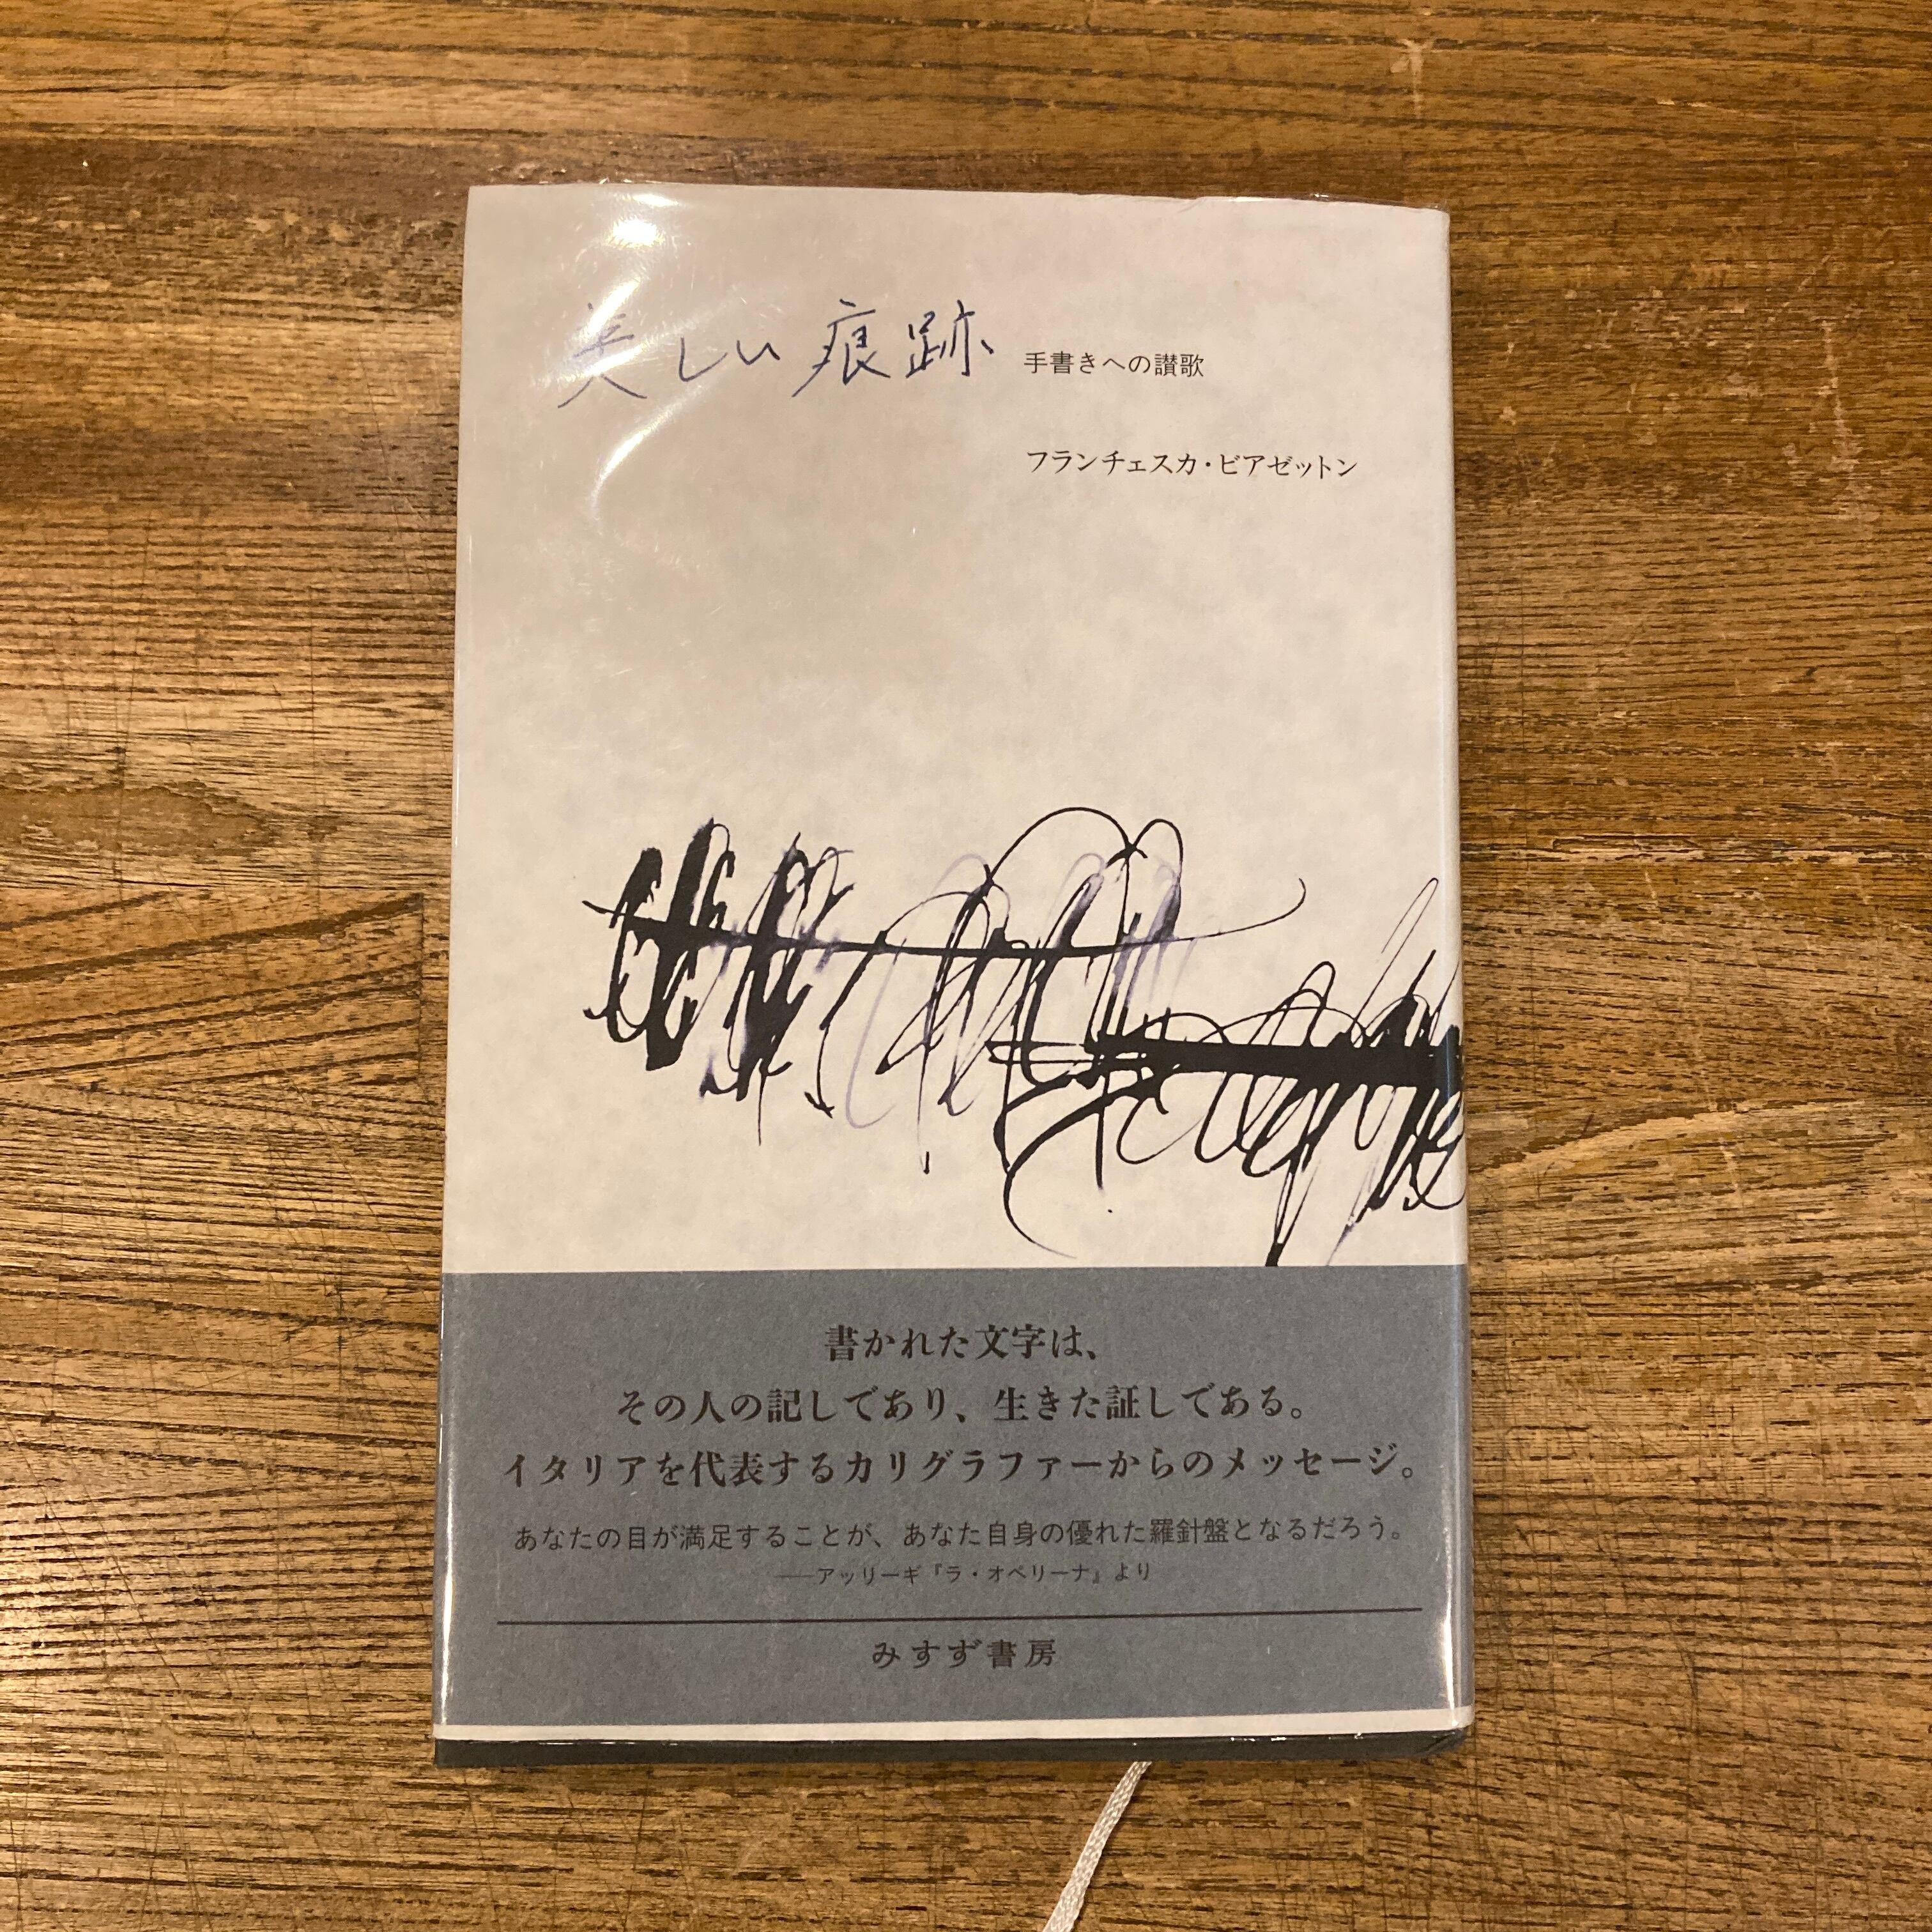 美しい痕跡 手書きへの讃歌
フランチェスカ・ビアゼットン
書かれた文字は、
その人の記しであり、生きた証しである。
イタリアを代表するカリグラファーからのメッセージ。
あなたの目が満足することが、あなた自身の優れた羅針盤となるだろう。
──アッリーギ『ラ・オペリーナ』より
みすず書房